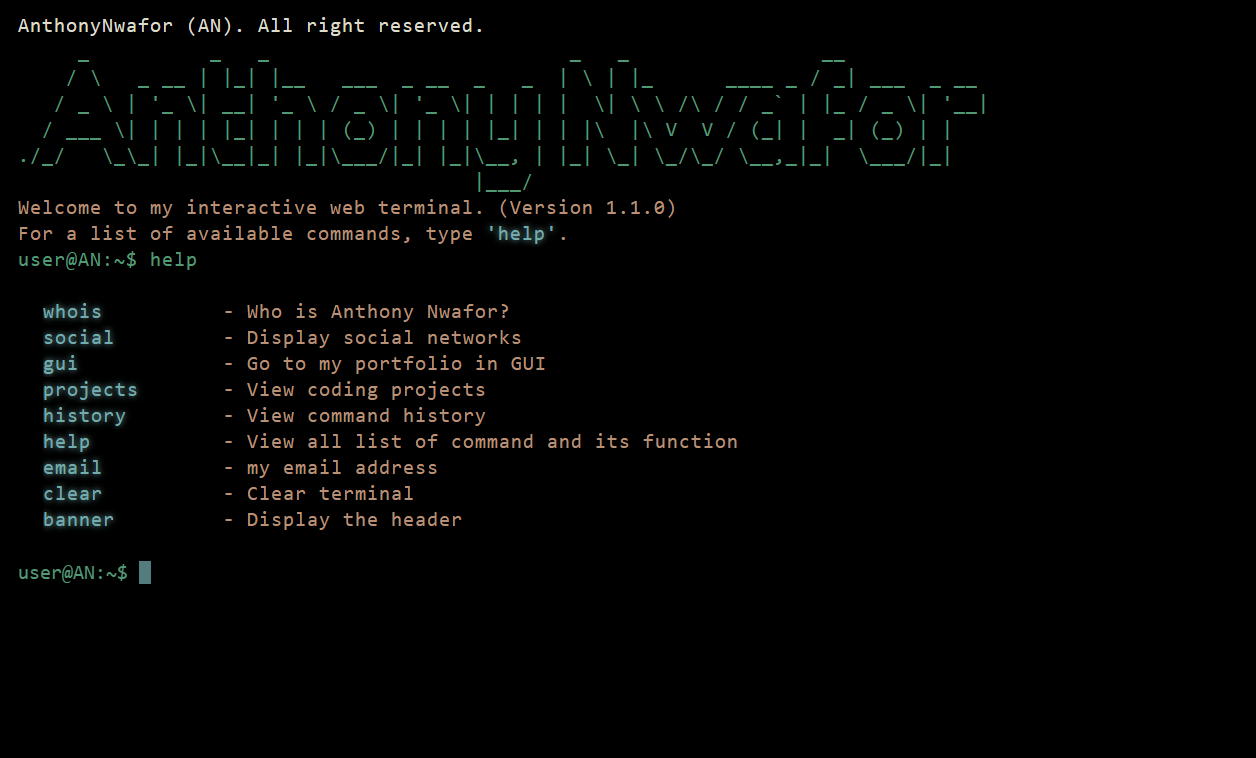 AnthonyNwafor (AN). All right reserved.
Anthony Nwafor
Welcome to my interactive web terminal. (Version 1.1.0)
For a list of available commands, type 'help'.
user@AN:~$ help
whois - Who is Anthony Nwafor?
social - Display social networks
gui - Go to my portfolio in GUI
projects - View coding projects
history - View command history
help - View all list of command and its function
email - my email address
clear - Clear terminal
banner - Display the header
user@AN:~$